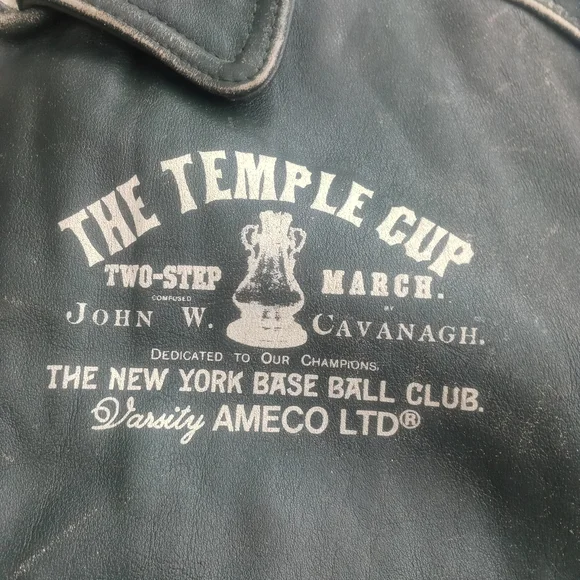 THE TEMPLE CUP
TWO-STEP MARCH.
COMPOSED BY
JOHN W. CAVANAGH.
DEDICATED TO OUR CHAMPIONS.
THE NEW YORK BASE BALL CLUB.
Varsity AMECO LTD®